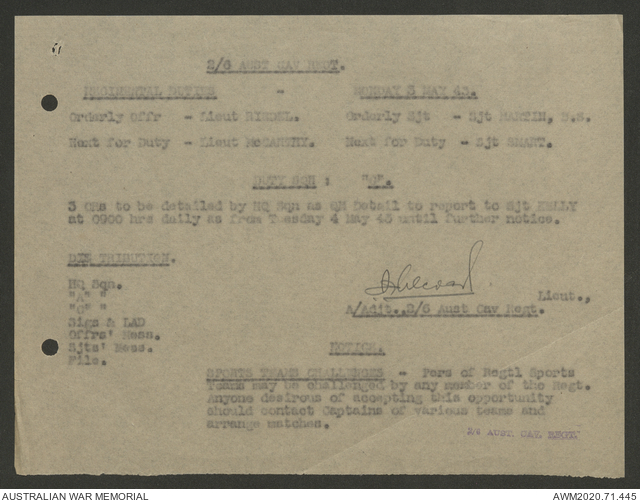 2/6 AUST CAV REGT.
REGIMENTAL DUTIES - MONDAY 3 MAY 43.
Orderly Offr - Lieut RIEDEL. Orderly Sjt - Sjt MARTIN,
Next for Duty - Lieut McCARTHY. Next for Duty - Sjt SMART.
DUTY SQN : "C".
3 ORs to be detailed by HQ Sqn as QM Detail to report to Sjt KELLY
at 0900 hrs daily as from Tuesday 4 May 43 until further notice.
DISTRIBUTION.
HQ Sqn.
"A" "
"C" "
Sigs & LAD
Offrs' Mess.
Sjts' Mess.
File.
Lieut.,
A/Adjt. 2/6 Aust Cav Regt.
NOTICE.
SPORTS TEAMS CHALLENGES - Pers of Regtl Sports
Teams may be challenged by any member of the Regt.
Anyone desirous of accepting this opportunity
should contact Captains of various teams and
arrange matches.
AUST. CAV. REGT.
AUSTRALIAN WAR MEMORIAL
AWM2020.71.445